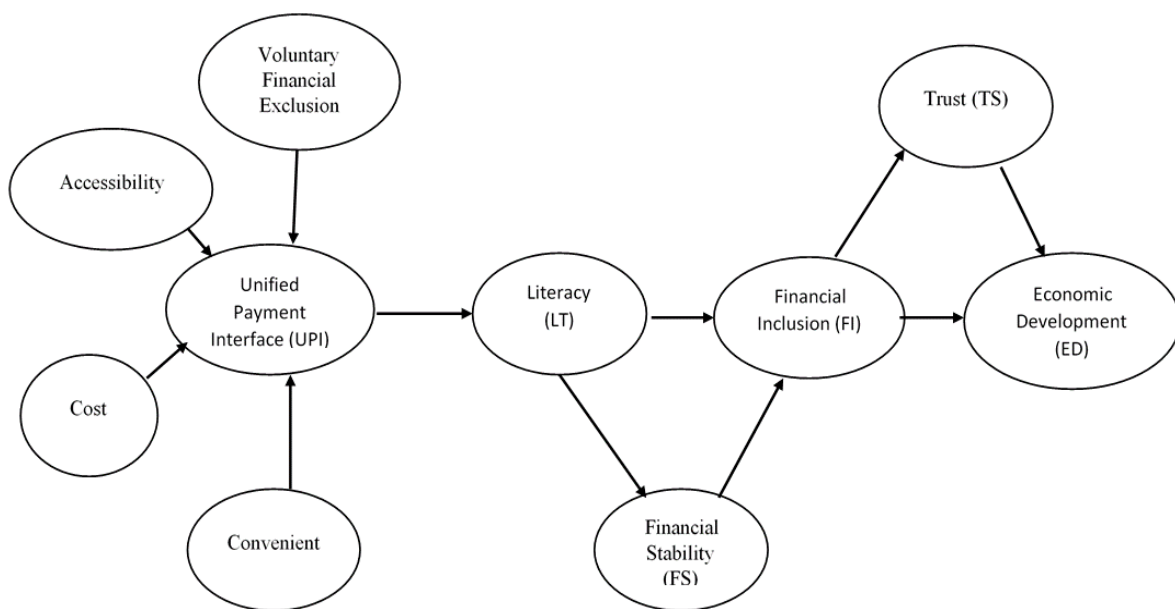 Voluntary
Financial
Exclusion
Accessibility
Unified
Payment
Interface (UPI)
Cost
Convenient
Literacy
(LT)
Financial
Stability
(FS)
Financial
Inclusion (FI)
Trust (TS)
Economic
Development
(ED)